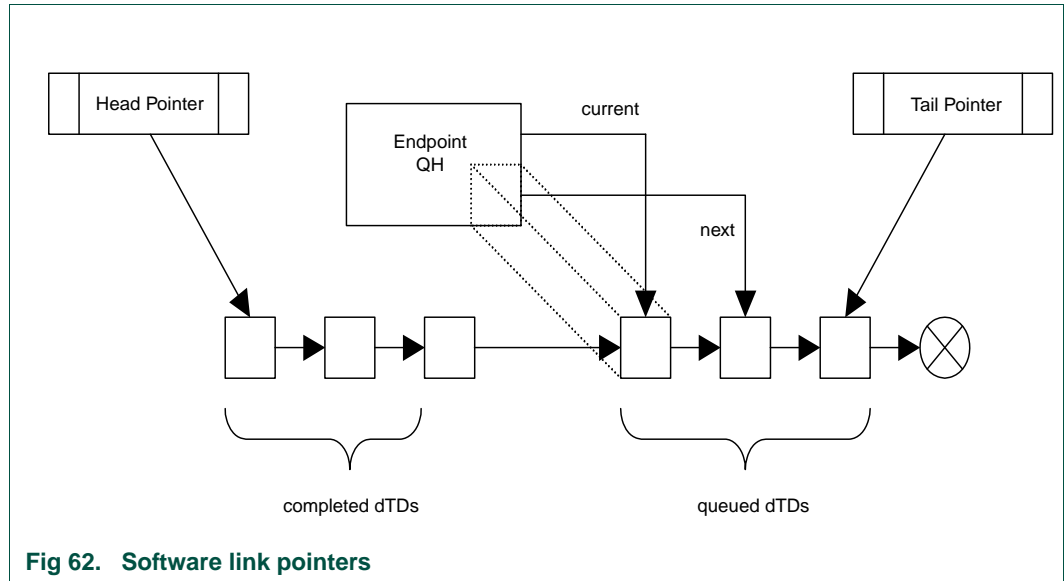 Head Pointer
Endpoint
QH
current
next
Tail Pointer
completed dTDs
queued dTDs
Fig 62. Software link pointers